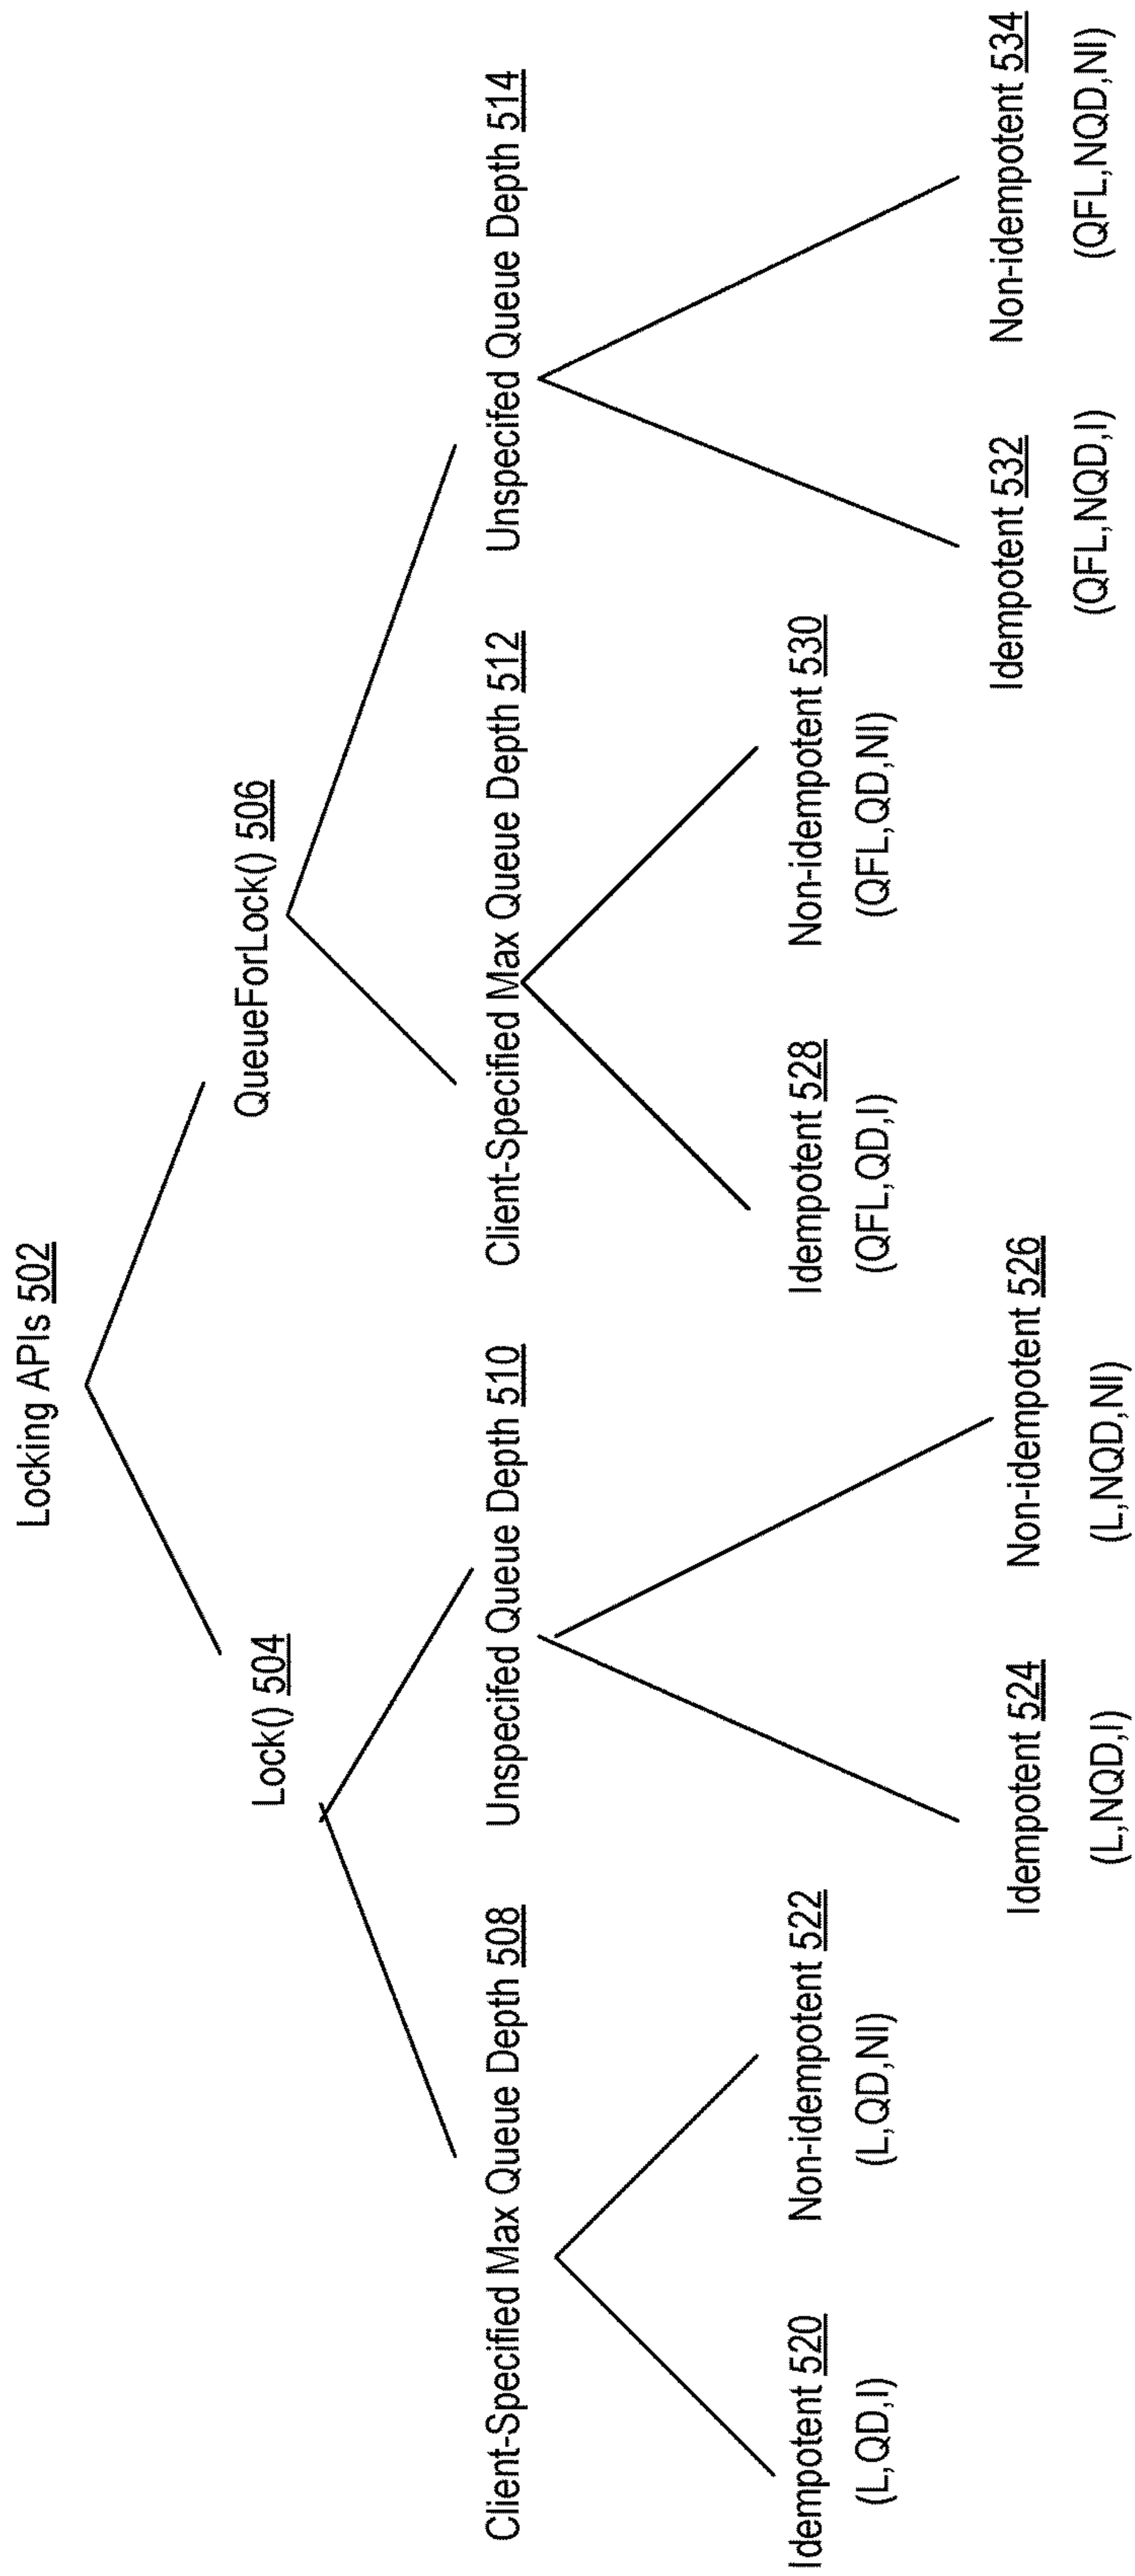 Locking APIs 502
Lock() 504
QueueForLock() 506
Client-Specified Max Queue Depth 508
Unspecifed Queue Depth 510
Client-Specified Max Queue Depth 512
Unspecifed Queue Depth 514
Idempotent 520
(L,QD,I)
Non-idempotent 522
(L,QD,NI)
Idempotent 524
(L,NQD,I)
Non-idempotent 526
(L,NQD,NI)
Idempotent 528
(QFL,QD,I)
Non-idempotent 530
(QFL,QD,NI)
Idempotent 532
(QFL,NQD,I)
Non-idempotent 534
(QFL,NQD,NI)